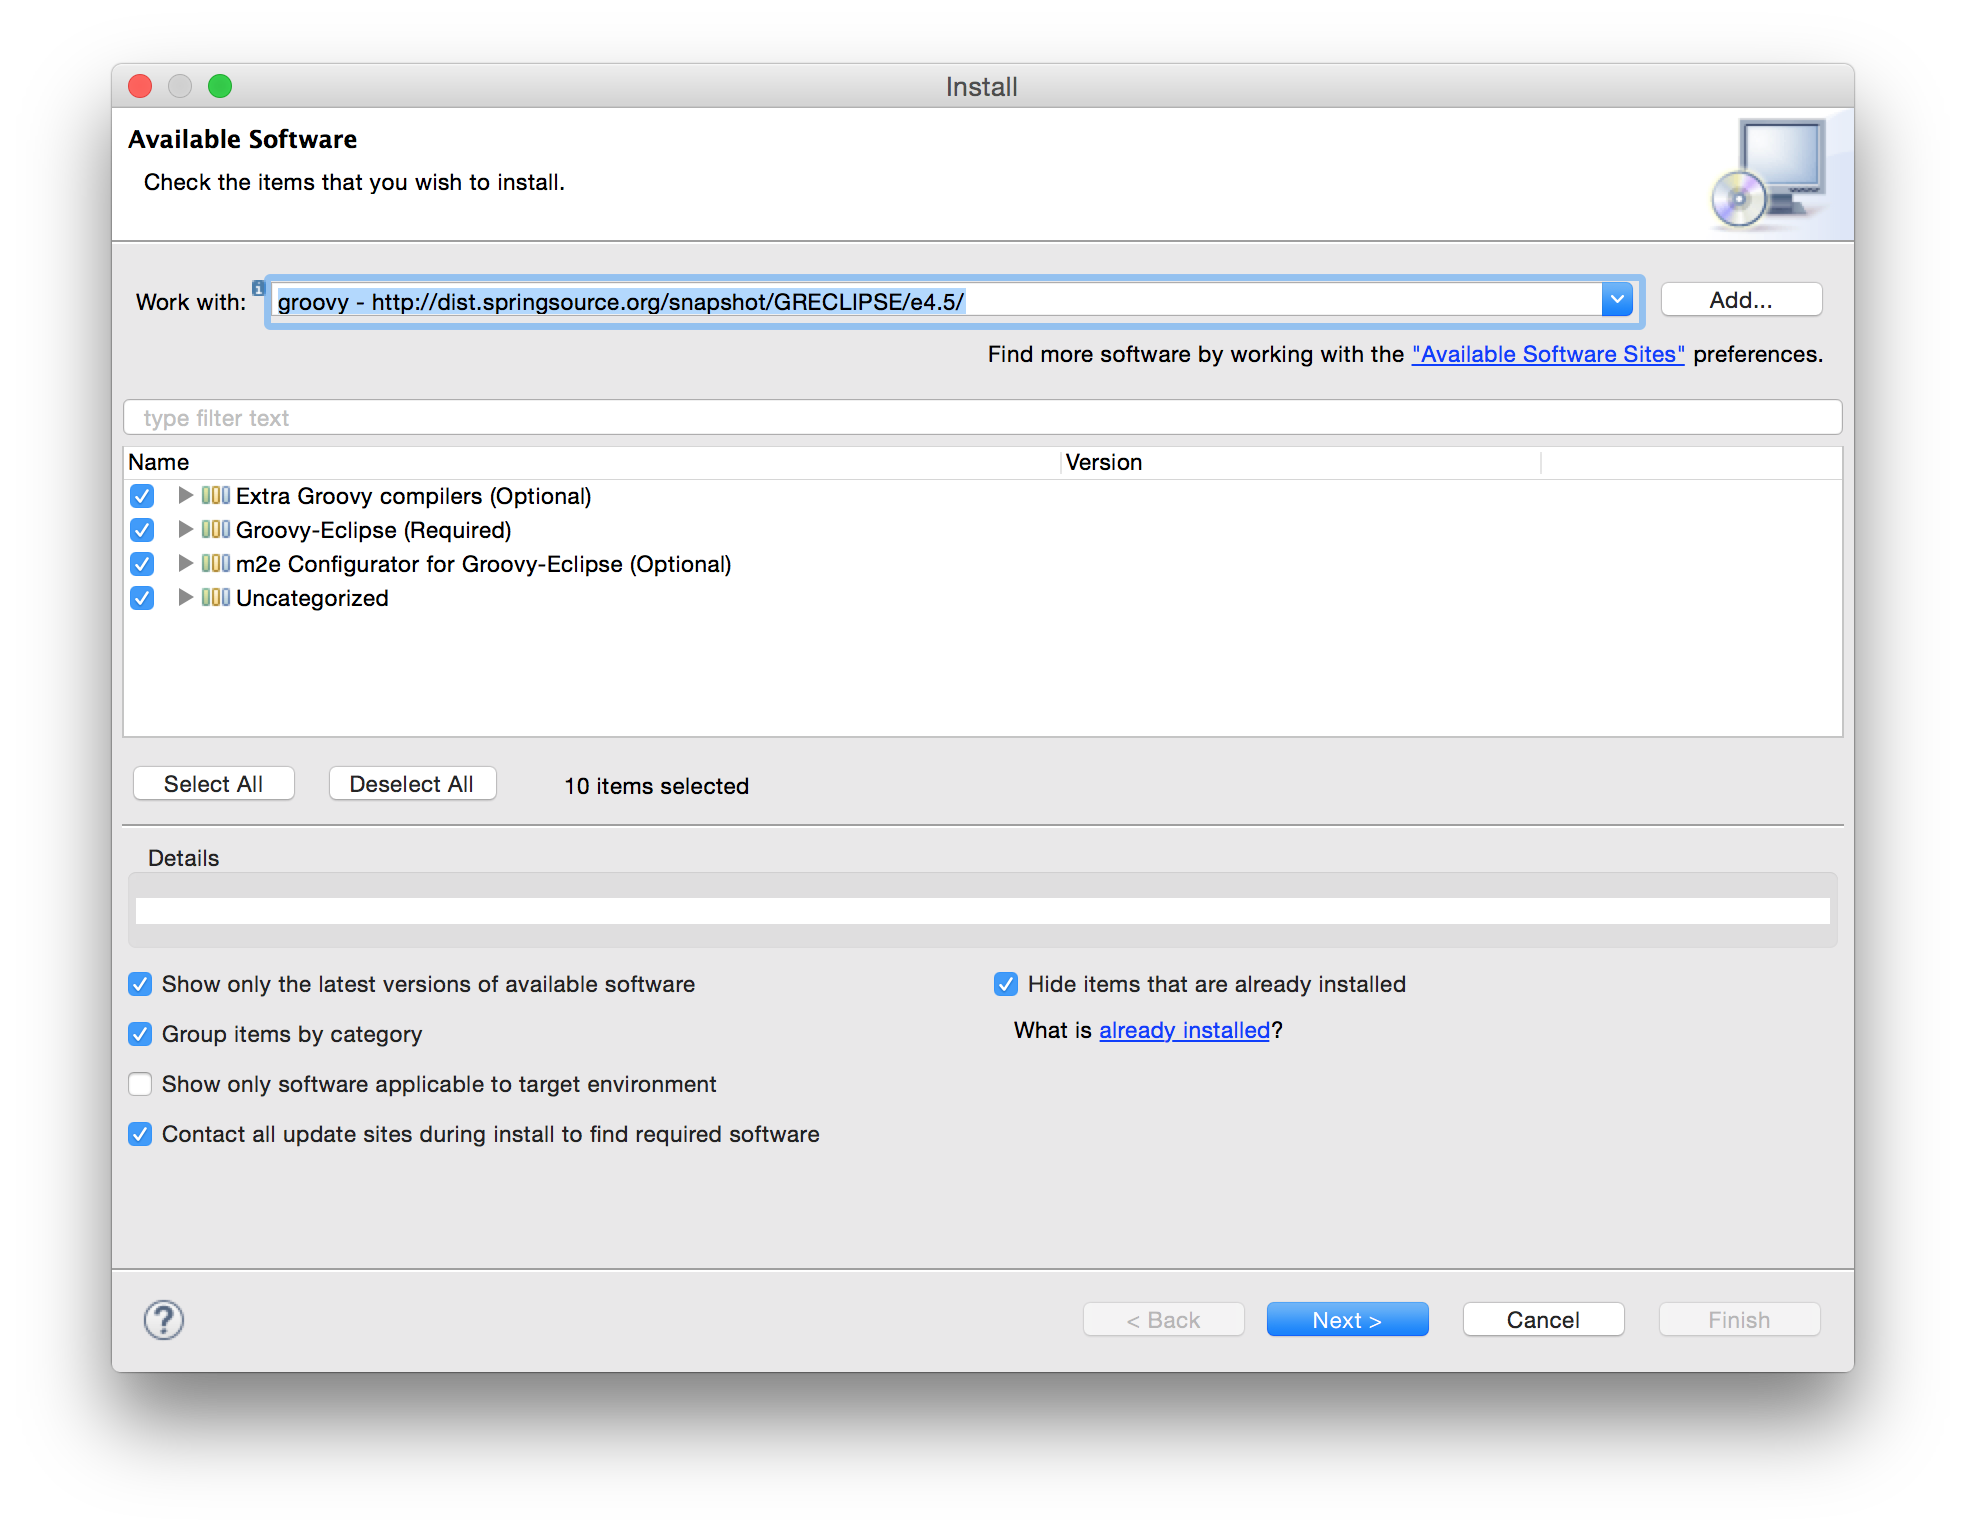 Install
Available Software
Check the items that you wish to install.
Work with: groovy - http://dist.springsource.org/snapshot/GRECLIPSE/e4.5/ Add...
Find more software by working with the "Available Software Sites" preferences.
type filter text
Name Version
Extra Groovy compilers (Optional)
Groovy-Eclipse (Required)
m2e Configurator for Groovy-Eclipse (Optional)
Uncategorized
Select All Deselect All 10 items selected
Details
Show only the latest versions of available software Hide items that are already installed
Group items by category What is already installed?
Show only software applicable to target environment
Contact all update sites during install to find required software
? < Back Next > Cancel Finish